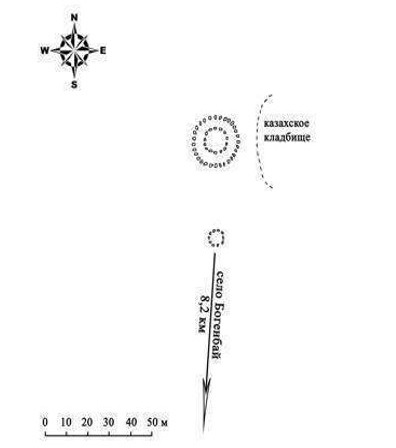 N
W E
S
казахское
кладбище
село Богенбай
8,2 км
0 10 20 30 40 50 м